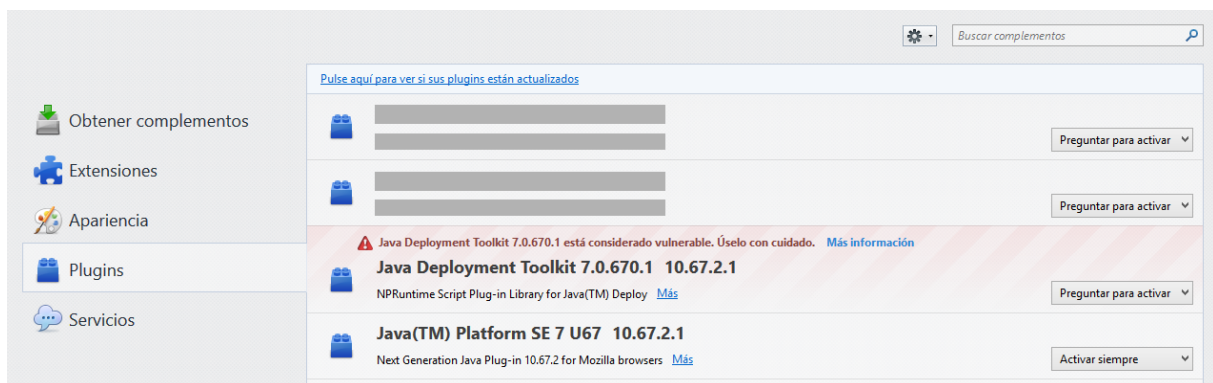 Buscar complementos
Pulse aquí para ver si sus plugins están actualizados
Obtener complementos
Extensiones
Apariencia
Plugins
Servicios
Preguntar para activar
Preguntar para activar
Java Deployment Toolkit 7.0.670.1 está considerado vulnerable. Úselo con cuidado. Más información
Java Deployment Toolkit 7.0.670.1 10.67.2.1
NPRuntime Script Plug-in Library for Java(TM) Deploy Más
Preguntar para activar
Java(TM) Platform SE 7 U67 10.67.2.1
Next Generation Java Plug-in 10.67.2 for Mozilla browsers Más
Activar siempre